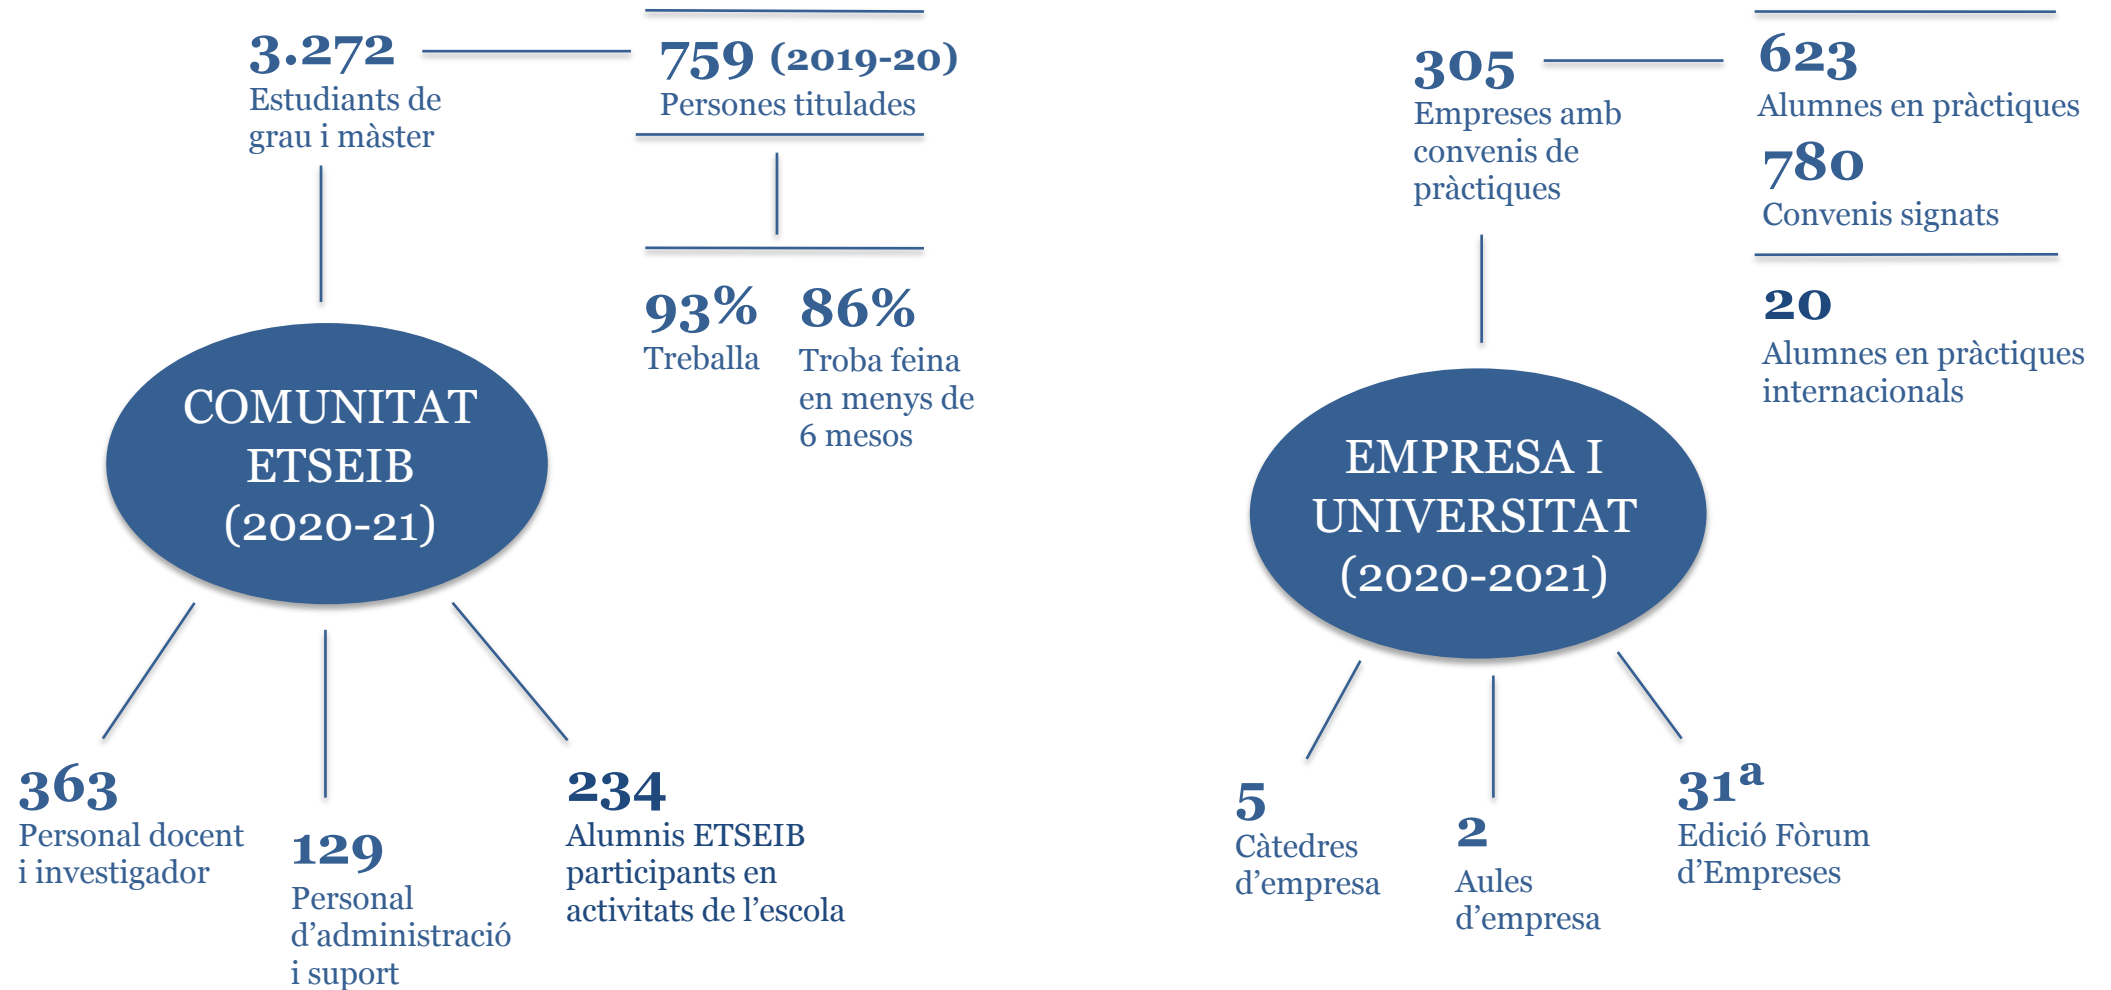 3.272
Estudiants de
grau i màster
759 (2019-20)
Persones titulades
93%
Treballa
86%
Troba feina
en menys de
6 mesos
COMUNITAT
ETSEIB
(2020-21)
363
Personal docent
i investigador
129
Personal
d’administració
i suport
234
Alumnis ETSEIB
participants en
activitats de l’escola
305
Empreses amb
convenis de
pràctiques
623
Alumnes en pràctiques
780
Convenis signats
20
Alumnes en pràctiques
internacionals
EMPRESA I
UNIVERSITAT
(2020-2021)
5
Càtedres
d’empresa
2
Aules
d’empresa
31ª
Edició Fòrum
d’Empreses